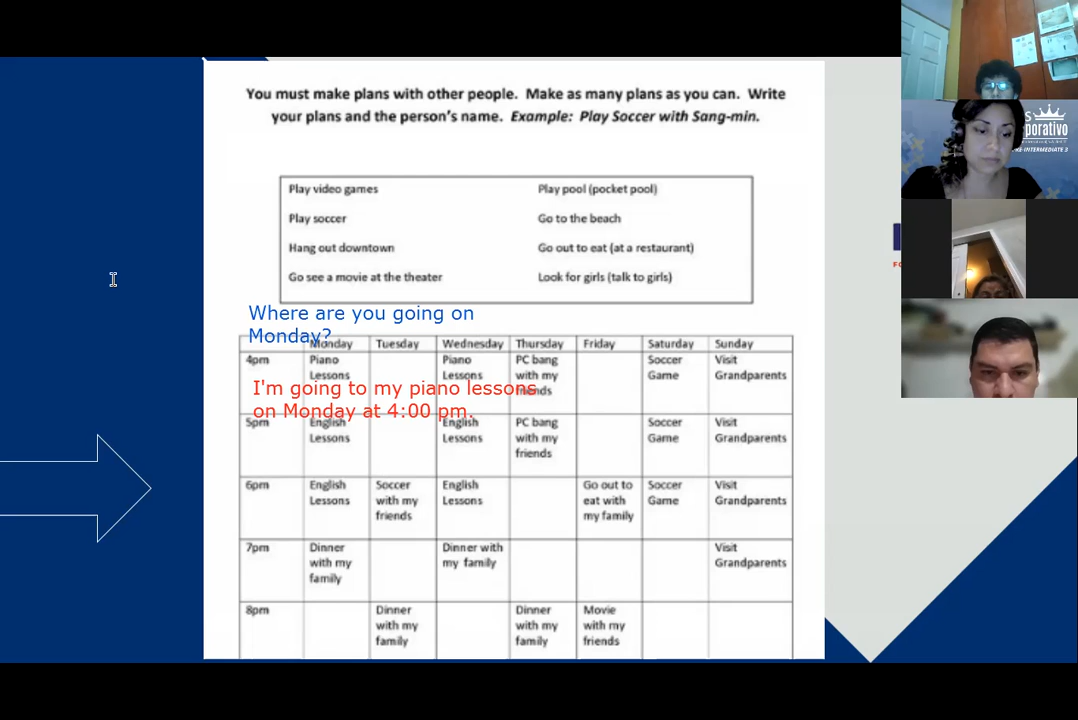 You must make plans with other people. Make as many plans as you can. Write
your plans and the person's name. Example: Play Soccer with Sang-min.
Play video games
Play pool (pocket pool)
Play soccer
Go to the beach
Hang out downtown
Go out to eat (at a restaurant)
Go see a movie at the theater
Look for girls (talk to girls)
Where are you going on
Monday?
Monday Tuesday Wednesday Thursday Friday Saturday Sunday
4pm
Piano
Lessons
Piano
Lessons
PC bang
with my
friends
Soccer
Game
Visit
Grandparents
I'm going to my piano lessons
on Monday at 4:00 pm.
5pm
English
Lessons
English
Lessons
PC bang
with my
friends
Soccer
Game
Visit
Grandparents
6pm
English
Lessons
Soccer
with my
friends
English
Lessons
Go out to
eat with
my family
Soccer
Game
Visit
Grandparents
7pm
Dinner
with my
family
Dinner with
my family
Visit
Grandparents
8pm
Dinner
with my
family
Dinner
with my
family
Movie
with my
friends
S
porativo
RE-INTERMEDIATE 3